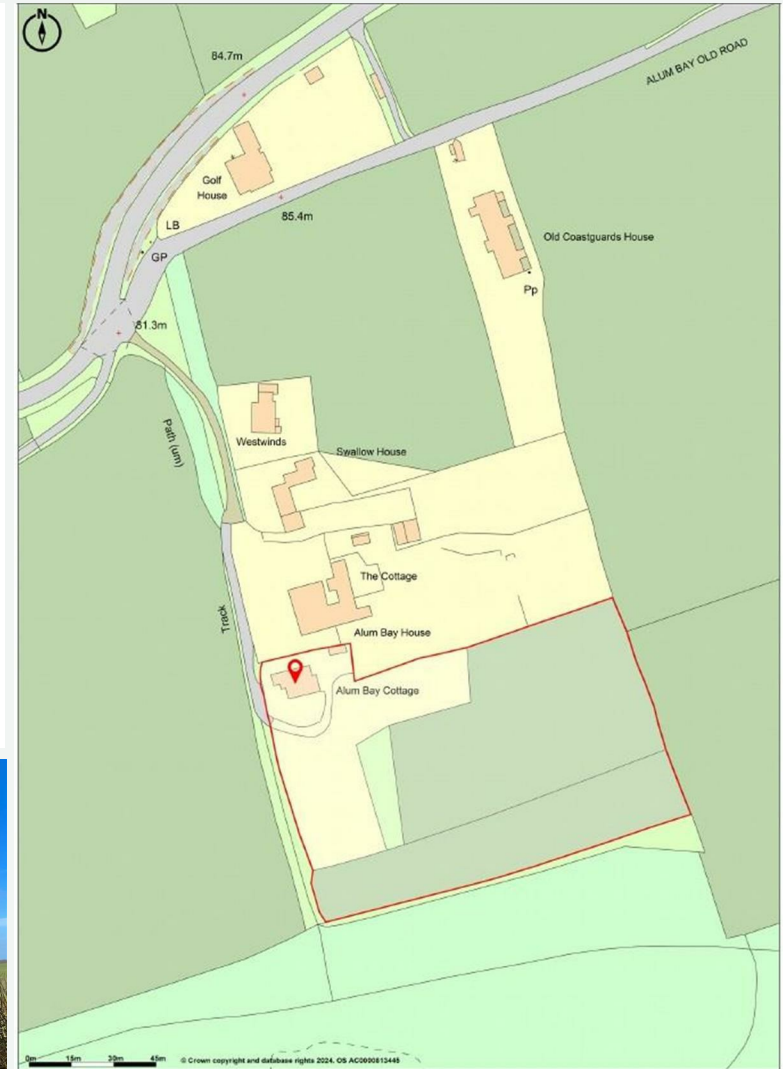 N
84.7m
ALUM BAY OLD ROAD
Golf
House
85.4m
LB
GP
Old Coastguards House
Pp
81.3m
Path (um)
Westwinds
Swallow House
The Cottage
Track
Alum Bay House
Alum Bay Cottage
0m 15m 30m 45m
© Crown copyright and database rights 2024. OS AC0000813445